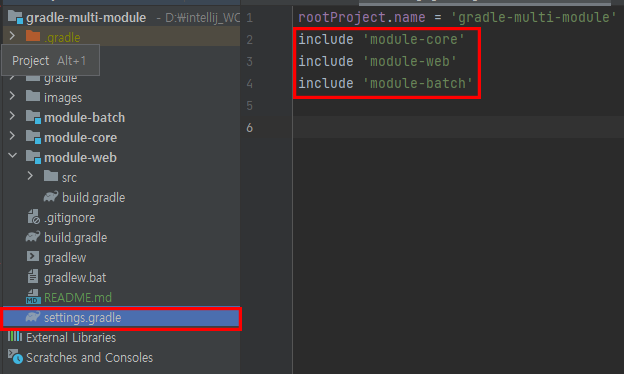 gradle-multi-module - D:₩intellij_WC
.gradle
Project Alt+1
gradle
images
module-batch
module-core
module-web
src
build.gradle
.gitignore
build.gradle
gradlew
gradlew.bat
MD README.md
settings.gradle
External Libraries
Scratches and Consoles
1 rootProject.name = 'gradle-multi-module'
2 include 'module-core'
3 include 'module-web'
4 include 'module-batch'
5
6